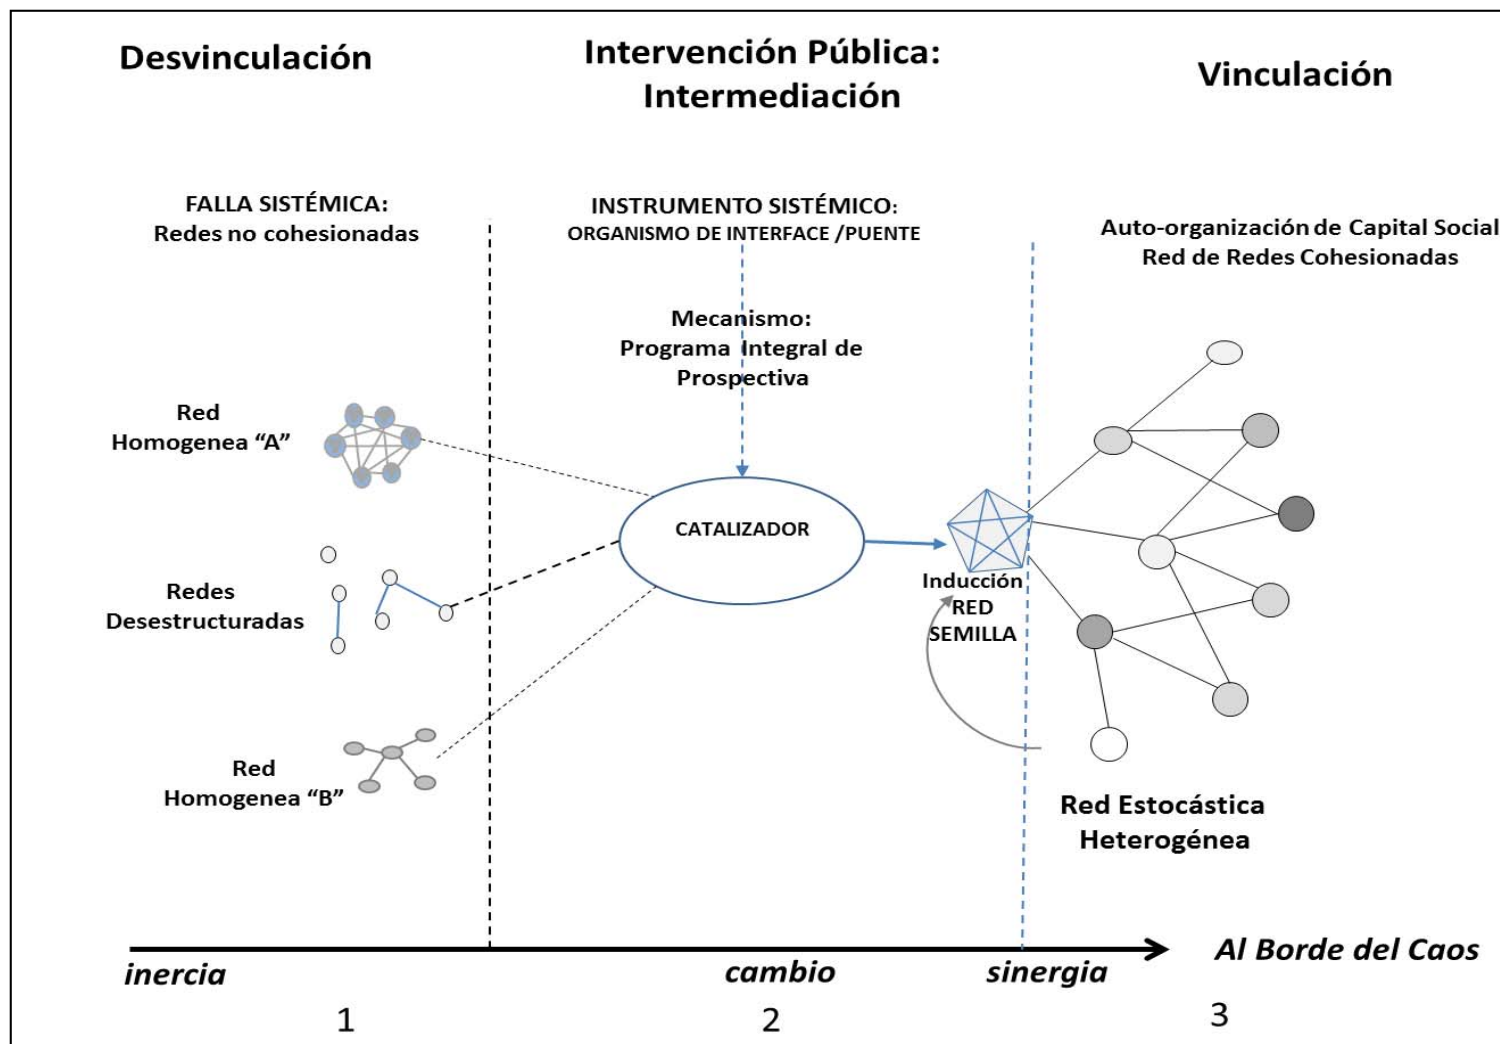 Desvinculación
Intervención Pública:
Intermediación
Vinculación
FALLA SISTÉMICA:
Redes no cohesionadas
INSTRUMENTO SISTÉMICO:
ORGANISMO DE INTERFACE /PUENTE
Auto-organización de Capital Social
Red de Redes Cohesionadas
Mecanismo:
Programa Integral de
Prospectiva
Red
Homogenea “A”
CATALIZADOR
Redes
Desestructuradas
Inducción
RED
SEMILLA
Red
Homogenea “B”
Red Estocástica
Heterogénea
Al Borde del Caos
inercia
cambio
sinergia
1
2
3